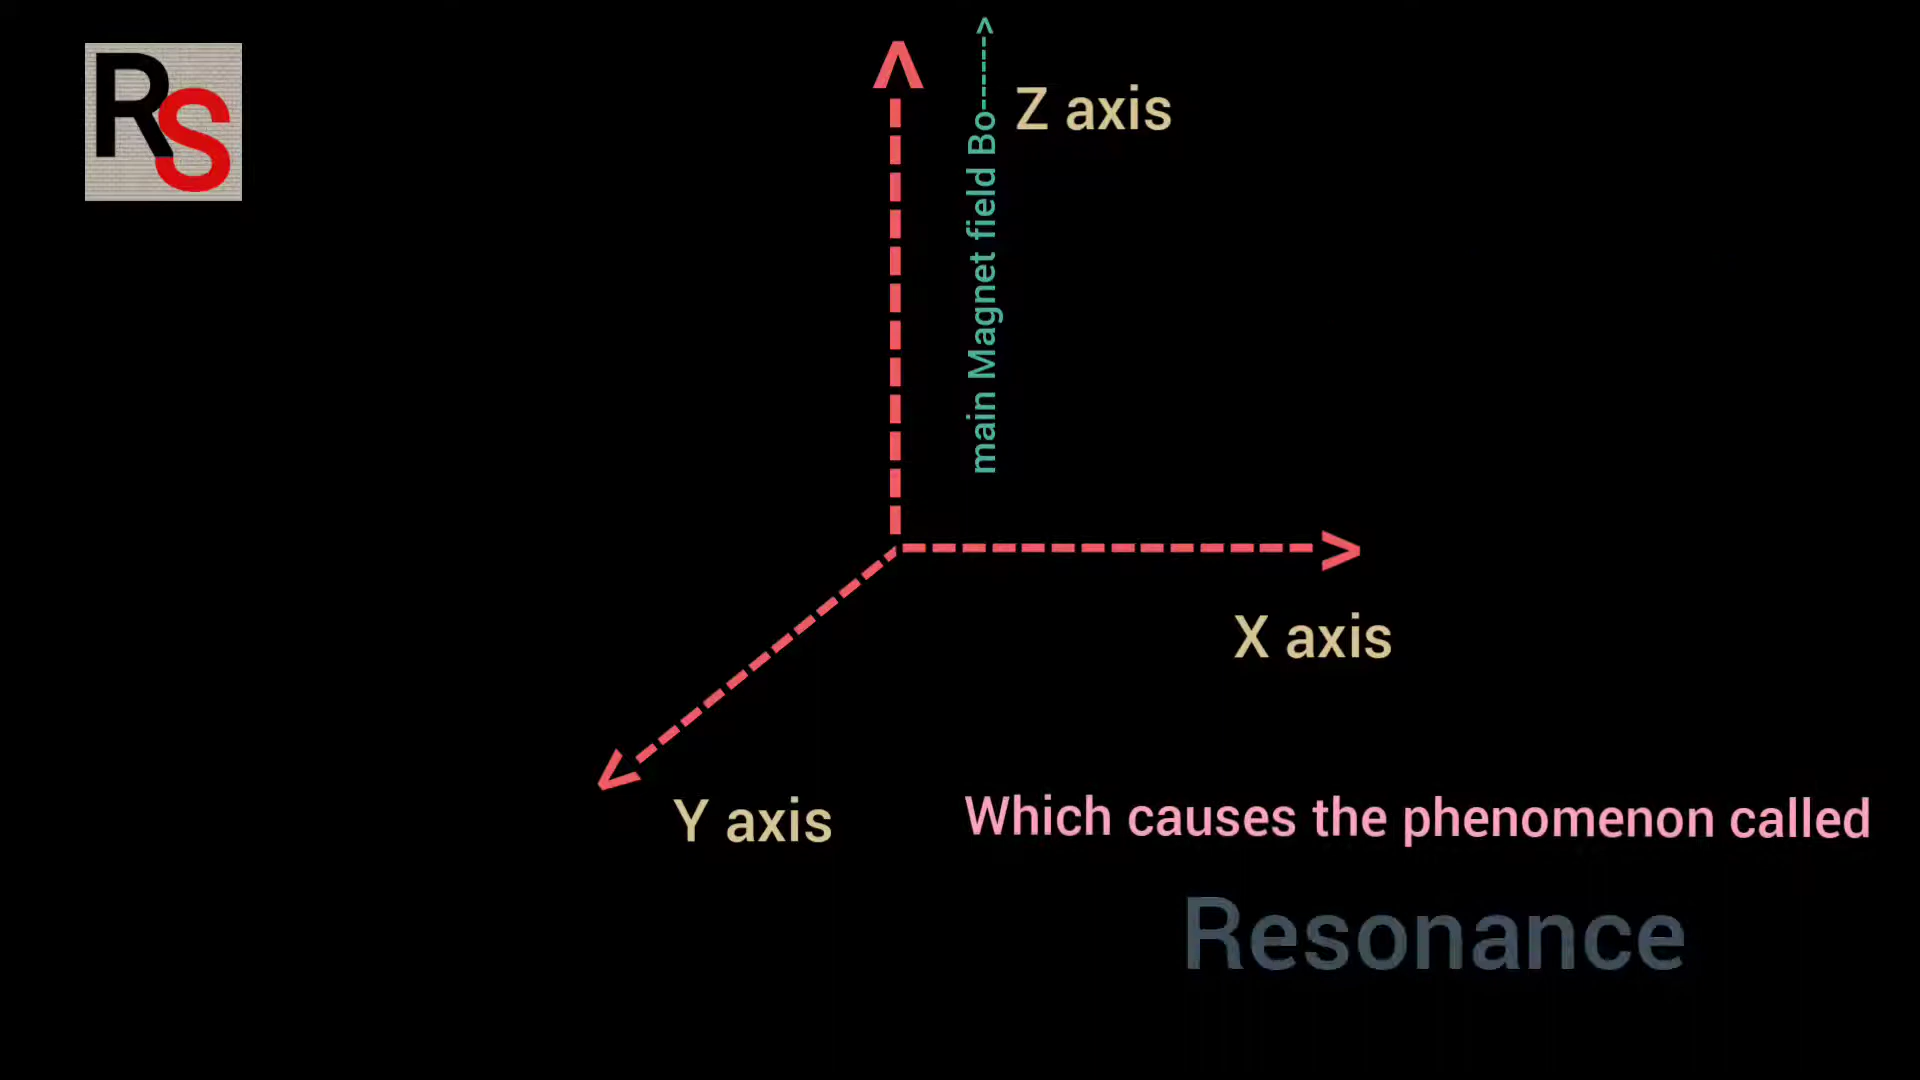 RS
Z axis
main Magnet field Bo------>
X axis
Y axis
Which causes the phenomenon called
Resonance